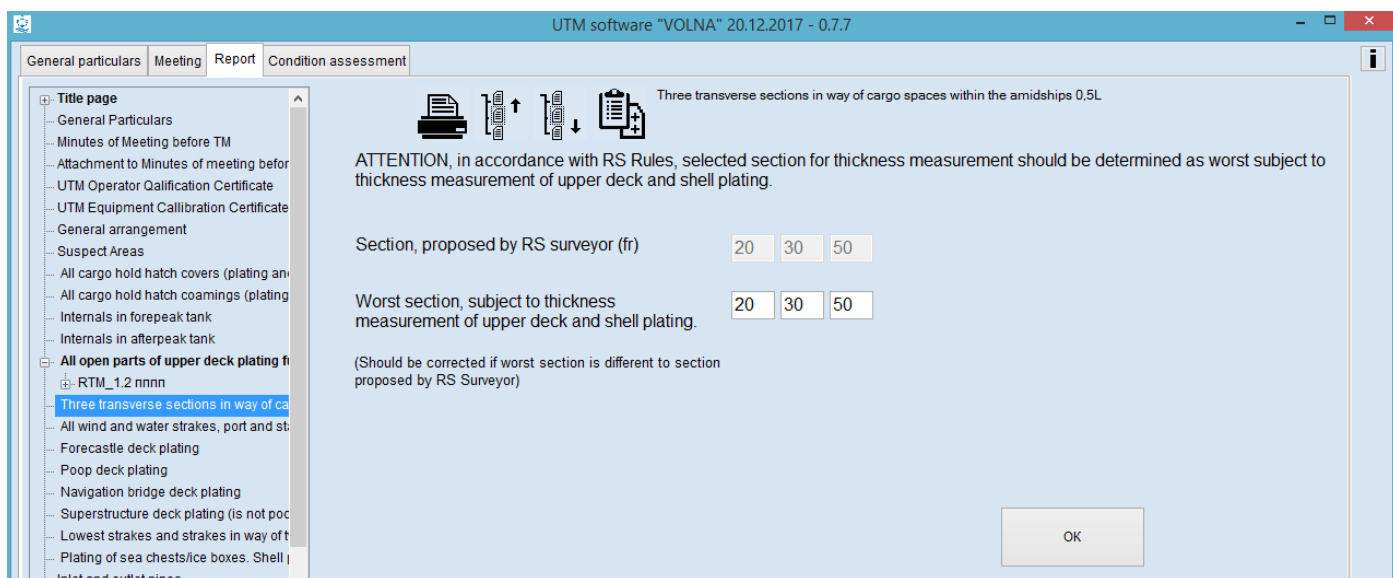 UTM software "VOLNA" 20.12.2017 - 0.7.7
General particulars
Meeting
Report
Condition assessment
Title page
General Particulars
Minutes of Meeting before TM
Attachment to Minutes of meeting befor
UTM Operator Qalification Certificate
UTM Equipment Callibration Certificate
General arrangement
Suspect Areas
All cargo hold hatch covers (plating an
All cargo hold hatch coamings (plating
Internals in forepeak tank
Internals in afterpeak tank
All open parts of upper deck plating f
RTM_1.2 пппп
Three transverse sections in way of ca
All wind and water strakes, port and st
Forecastle deck plating
Poop deck plating
Navigation bridge deck plating
Superstructure deck plating (is not poo
Lowest strakes and strakes in way of t
Plating of sea chests/ice boxes. Shell
Inlet and outlet pipes
Three transverse sections in way of cargo spaces within the amidships 0,5L
ATTENTION, in accordance with RS Rules, selected section for thickness measurement should be determined as worst subject to
thickness measurement of upper deck and shell plating.
Section, proposed by RS surveyor (fr)
20 30 50
Worst section, subject to thickness
measurement of upper deck and shell plating.
20 30 50
(Should be corrected if worst section is different to section
proposed by RS Surveyor)
OK